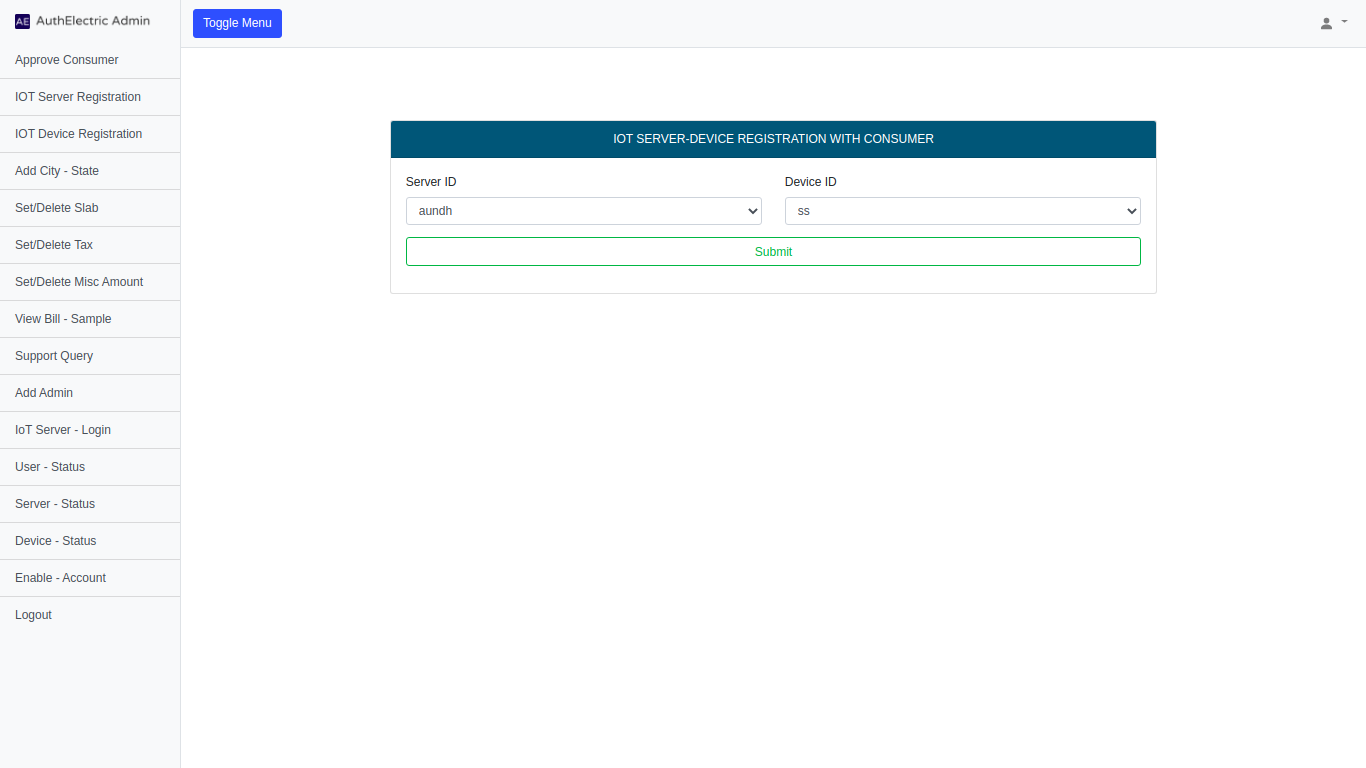 AE AuthElectric Admin
Toggle Menu
Approve Consumer
IOT Server Registration
IOT Device Registration
Add City - State
Set/Delete Slab
Set/Delete Tax
Set/Delete Misc Amount
View Bill - Sample
Support Query
Add Admin
IoT Server - Login
User - Status
Server - Status
Device - Status
Enable - Account
Logout
IOT SERVER-DEVICE REGISTRATION WITH CONSUMER
Server ID
aundh
Device ID
ss
Submit